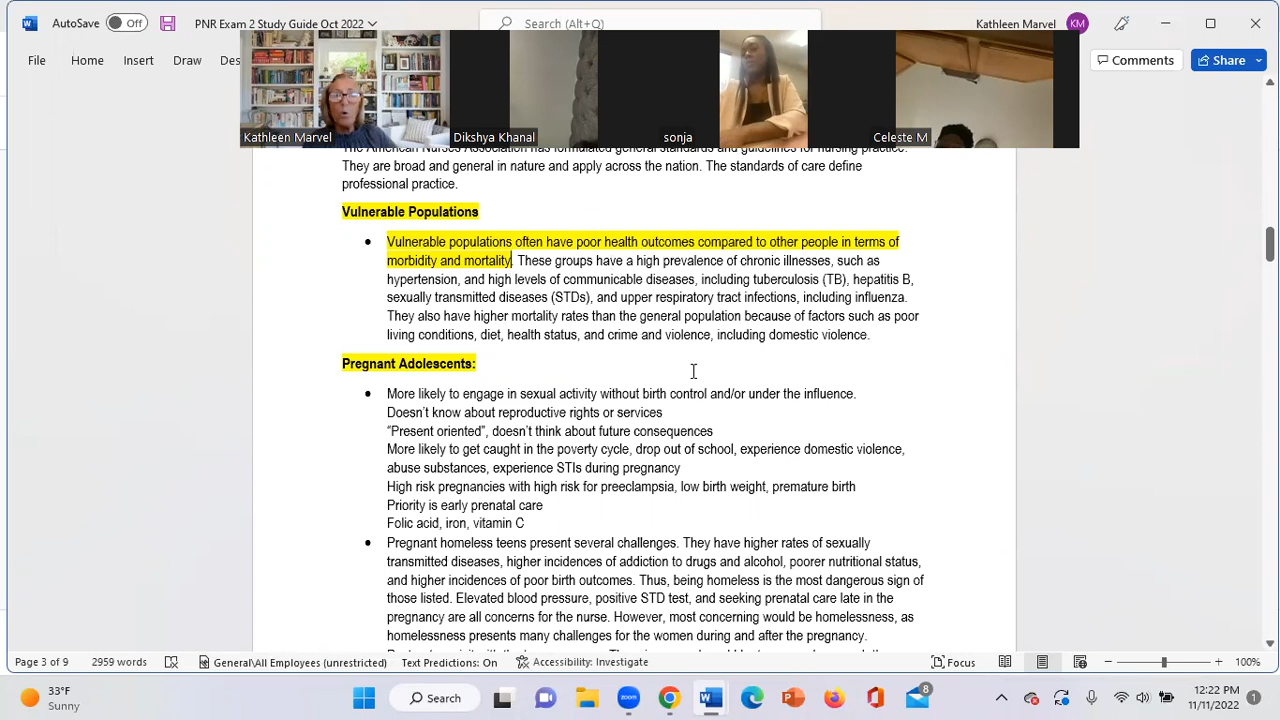 AutoSave Off PNR Exam 2 Study Guide Oct 2022 Search (Alt+Q) Kathleen Marvel KM
File Home Insert Draw Des Comments Share
Kathleen Marvel Dikshya Khanal sonja Celeste M
The American Nurses Association has formulated general standards and guidelines for nursing practice.
They are broad and general in nature and apply across the nation. The standards of care define
professional practice.
Vulnerable Populations
Vulnerable populations often have poor health outcomes compared to other people in terms of
morbidity and mortality. These groups have a high prevalence of chronic illnesses, such as
hypertension, and high levels of communicable diseases, including tuberculosis (TB), hepatitis B,
sexually transmitted diseases (STDs), and upper respiratory tract infections, including influenza.
They also have higher mortality rates than the general population because of factors such as poor
living conditions, diet, health status, and crime and violence, including domestic violence.
Pregnant Adolescents:
More likely to engage in sexual activity without birth control and/or under the influence.
Doesn't know about reproductive rights or services
“Present oriented”, doesn't think about future consequences
More likely to get caught in the poverty cycle, drop out of school, experience domestic violence,
abuse substances, experience STIs during pregnancy
High risk pregnancies with high risk for preeclampsia, low birth weight, premature birth
Priority is early prenatal care
Folic acid, iron, vitamin C
Pregnant homeless teens present several challenges. They have higher rates of sexually
transmitted diseases, higher incidences of addiction to drugs and alcohol, poorer nutritional status,
and higher incidences of poor birth outcomes. Thus, being homeless is the most dangerous sign of
those listed. Elevated blood pressure, positive STD test, and seeking prenatal care late in the
pregnancy are all concerns for the nurse. However, most concerning would be homelessness, as
homelessness presents many challenges for the women during and after the pregnancy.
Page 3 of 9 2959 words General\All Employees (unrestricted) Text Predictions: On Accessibility: Investigate Focus 100%
33°F
Sunny
Search
8
12:22 PM
11/11/2022
1